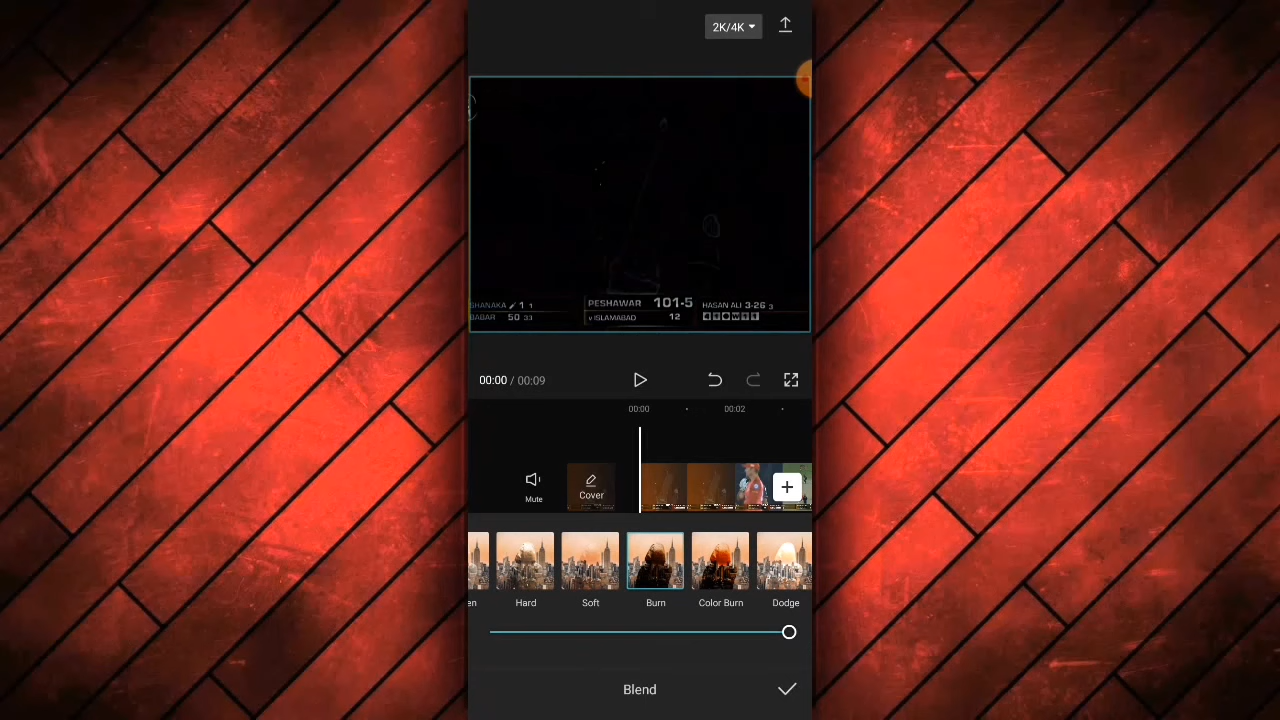 2K/4K
SHANAKA 1 1
BABAR 50 33
PESHAWAR 101-5
v ISLAMABAD 12
HASAN ALI 3-26 3
00:00 / 00:09
00:00
00:02
Mute
Cover
en
Hard
Soft
Burn
Color Burn
Dodge
Blend